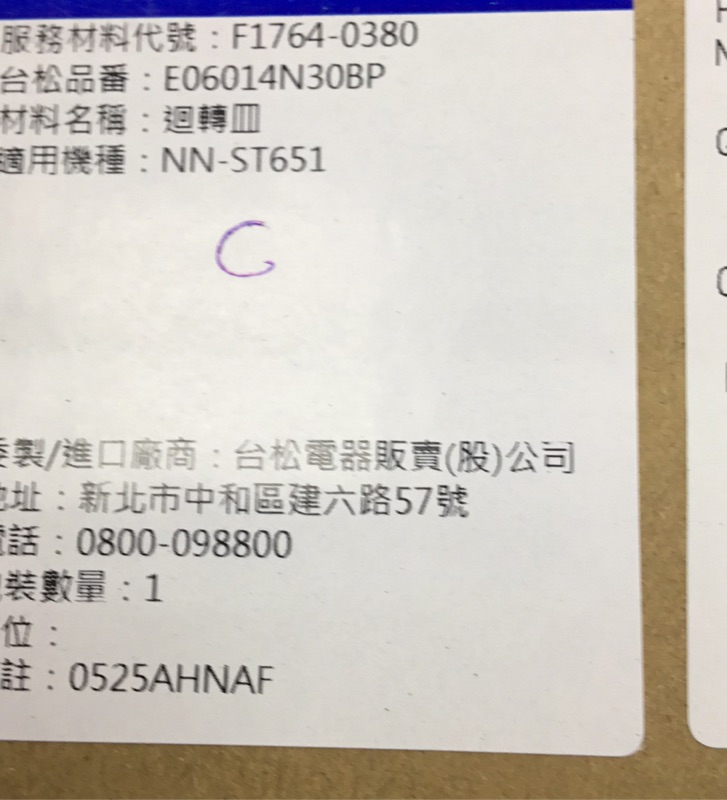 服務材料代號：F1764-0380
台松品番：E06014N30BP
材料名稱：迴轉皿
適用機種：NN-ST651
C
委製/進口廠商：台松電器販賣(股)公司
地址：新北市中和區建六路57號
電話：0800-098800
裝數量：1
位：
註：0525AHNAF